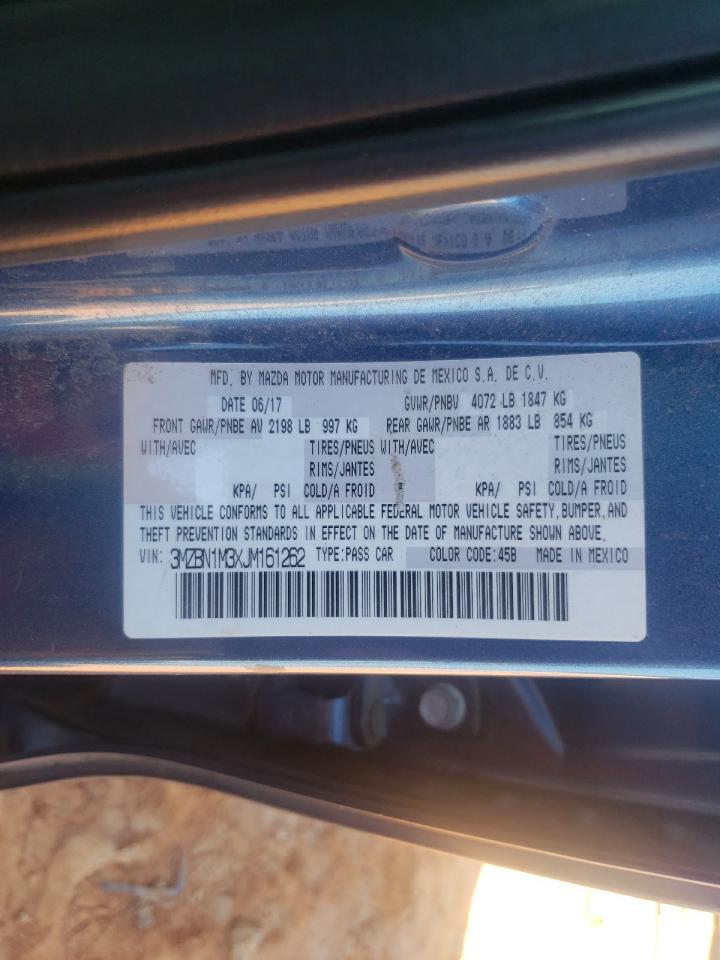 MFD. BY MAZDA MOTOR MANUFACTURING DE MEXICO S.A. DE C.V.
DATE 06/17 GVWR/PNBV 4072 LB 1847 KG
FRONT GAWR/PNBE AV 2198 LB 997 KG REAR GAWR/PNBE AR 1883 LB 854 KG
WITH/AVEC TIRES/PNEUS WITH/AVEC TIRES/PNEUS
RIMS/JANTES RIMS/JANTES
KPA/ PSI COLD/A FROID KPA/ PSI COLD/A FROID
THIS VEHICLE CONFORMS TO ALL APPLICABLE FEDERAL MOTOR VEHICLE SAFETY, BUMPER, AND
THEFT PREVENTION STANDARDS IN EFFECT ON THE DATE OF MANUFACTURE SHOWN ABOVE.
VIN: 3MZBN1M3XJM161262 TYPE:PASS CAR COLOR CODE:45B MADE IN MEXICO